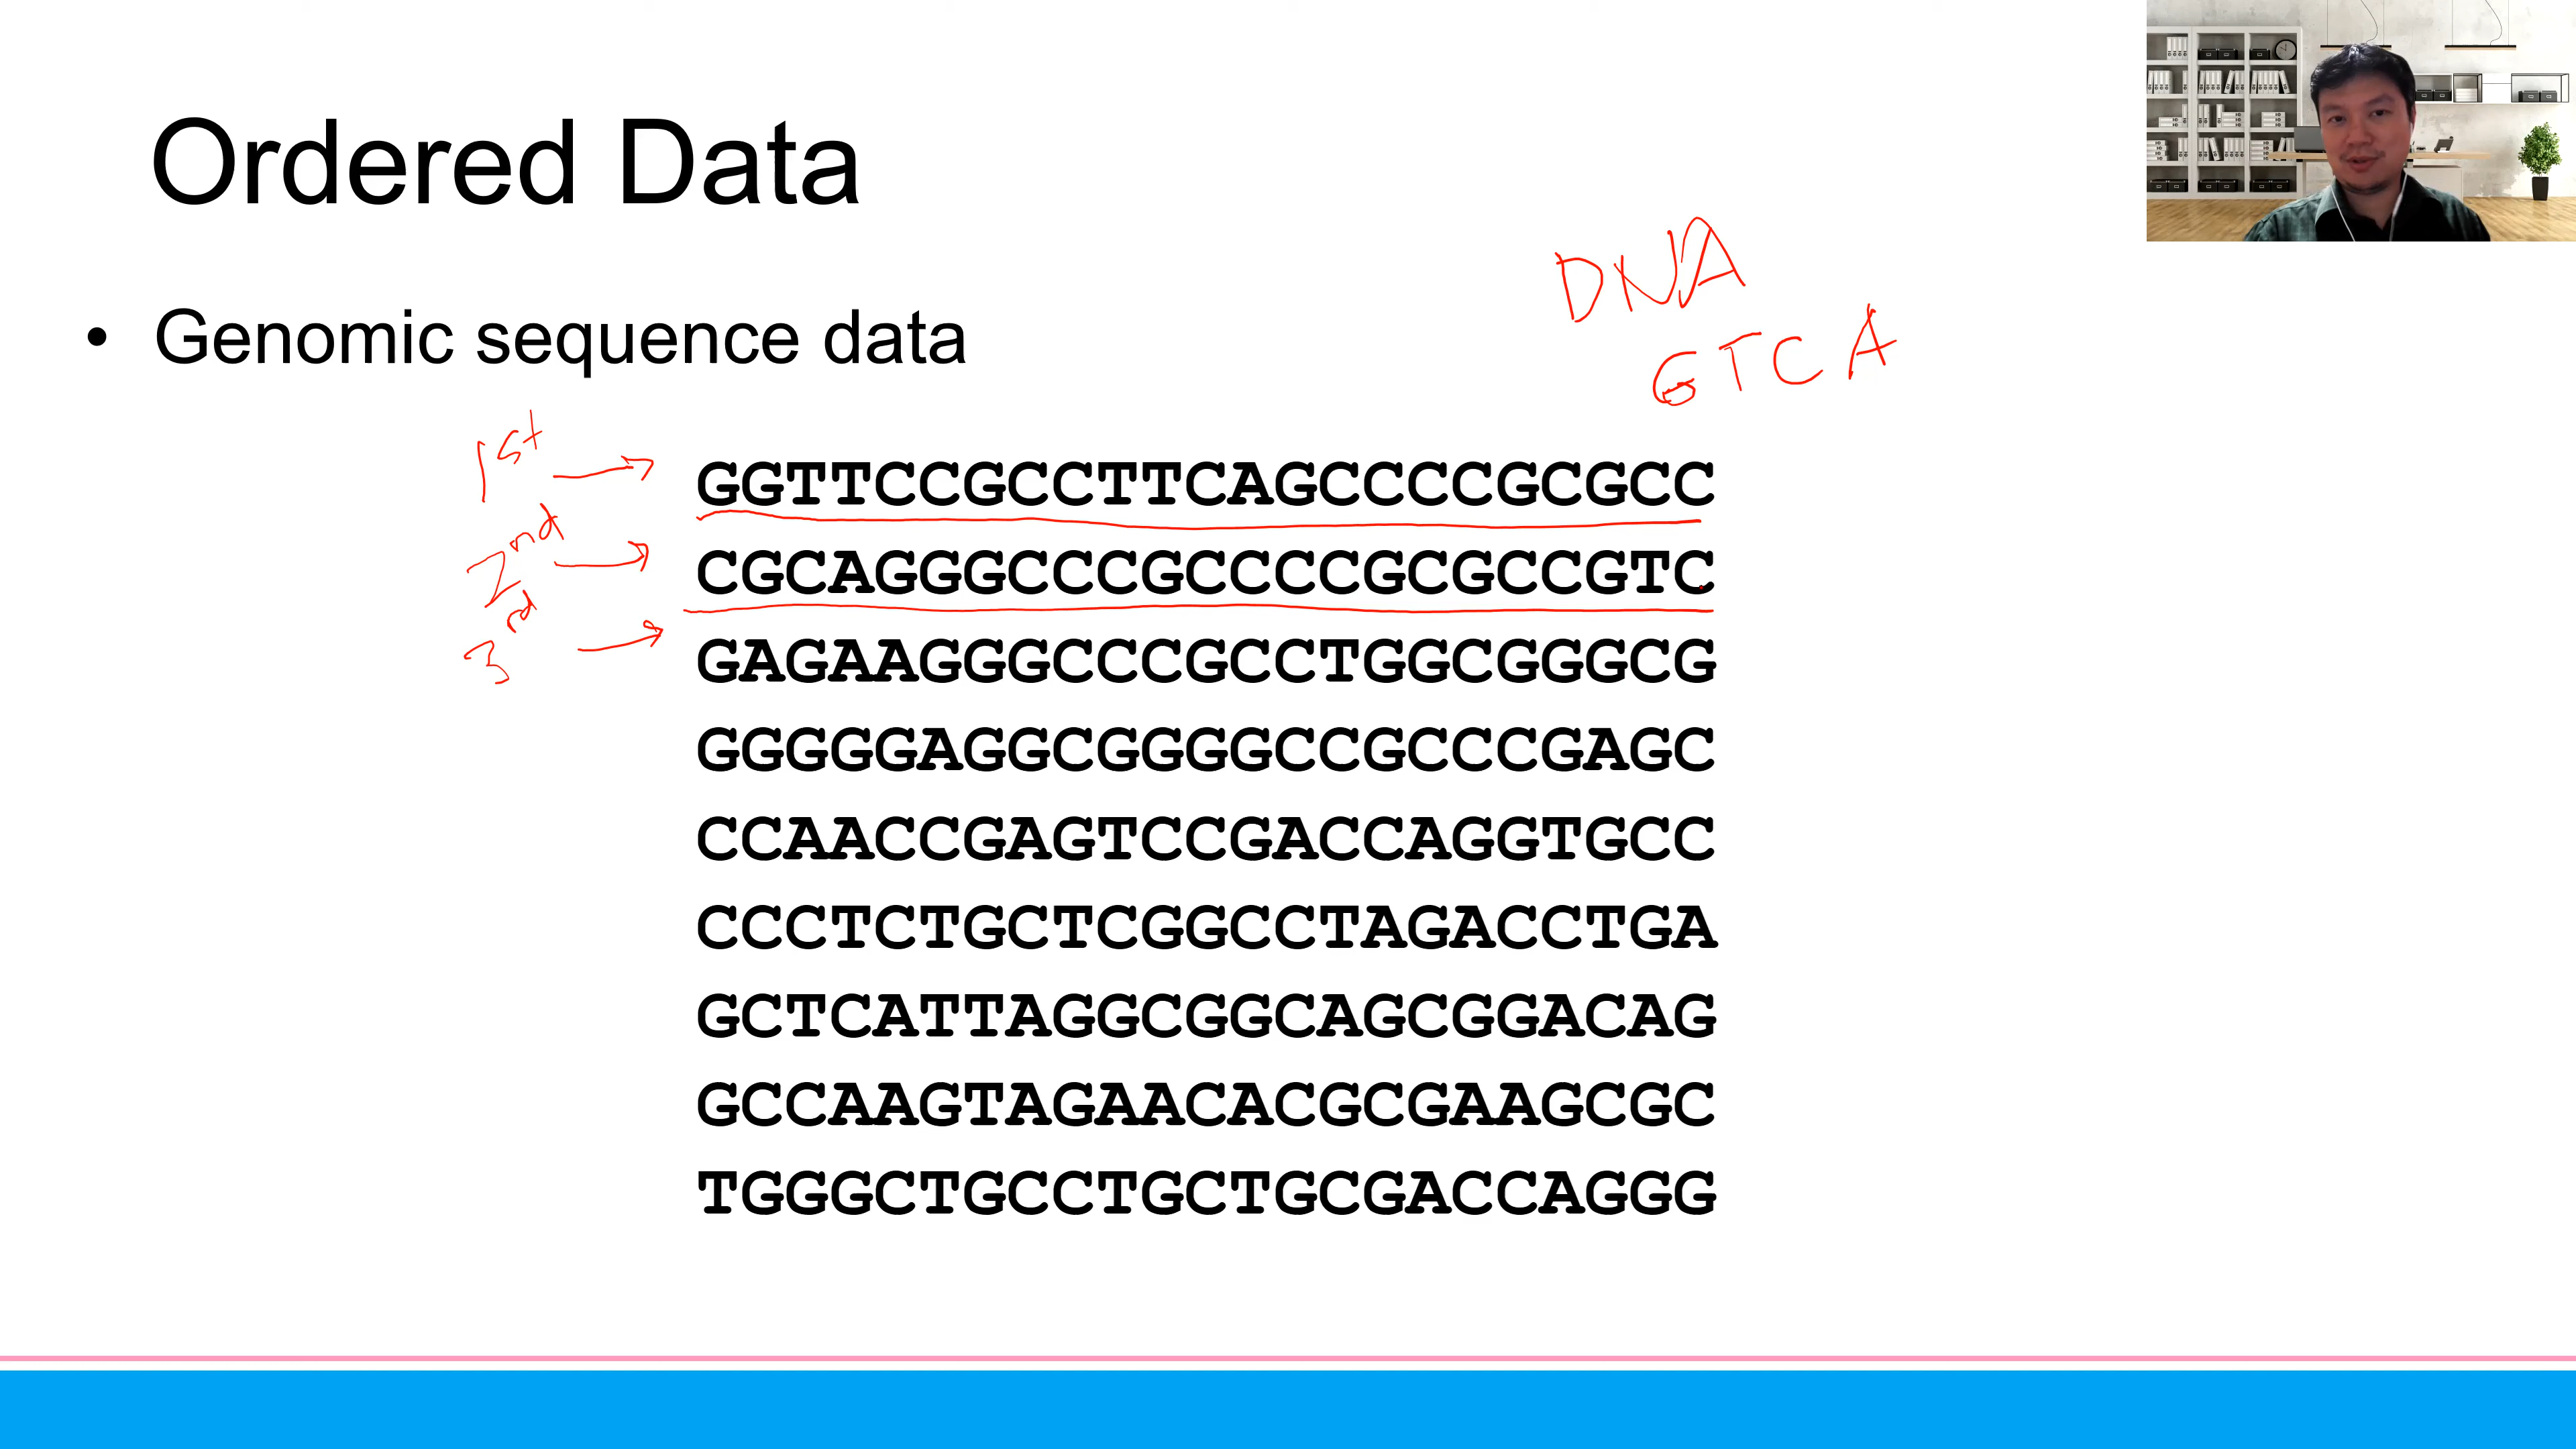 Ordered Data
DNA
• Genomic sequence data
GTCA
1st → GGTTCCGCCTTCAGCCCCGCGCC
2nd → CGCAGGGCCCGCCCCGCGCCGTC
3rd → GAGAAGGGCCCGCCTGGCGGGCG
GGGGGAGGCGGGGCCGCCCGAGC
CCAACCGAGTCCGACCAGGTGCC
CCCTCTGCTCGGCCTAGACCTGA
GCTCATTAGGCGGCAGCGGACAG
GCCAAGTAGAACACGCGAAGCGC
TGGGCTGCCTGCTGCGACCAGGG